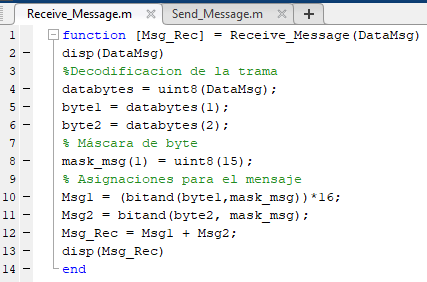 Receive_Message.m × Send_Message.m × +
1 function [Msg_Rec] = Receive_Message(DataMsg)
2 – disp(DataMsg)
3 %Decodificacion de la trama
4 – databytes = uint8(DataMsg);
5 – byte1 = databytes(1);
6 – byte2 = databytes(2);
7 % Máscara de byte
8 – mask_msg(1) = uint8(15);
9 % Asignaciones para el mensaje
10 – Msg1 = (bitand(byte1,mask_msg))*16;
11 – Msg2 = bitand(byte2, mask_msg);
12 – Msg_Rec = Msg1 + Msg2;
13 – disp(Msg_Rec)
14 – end